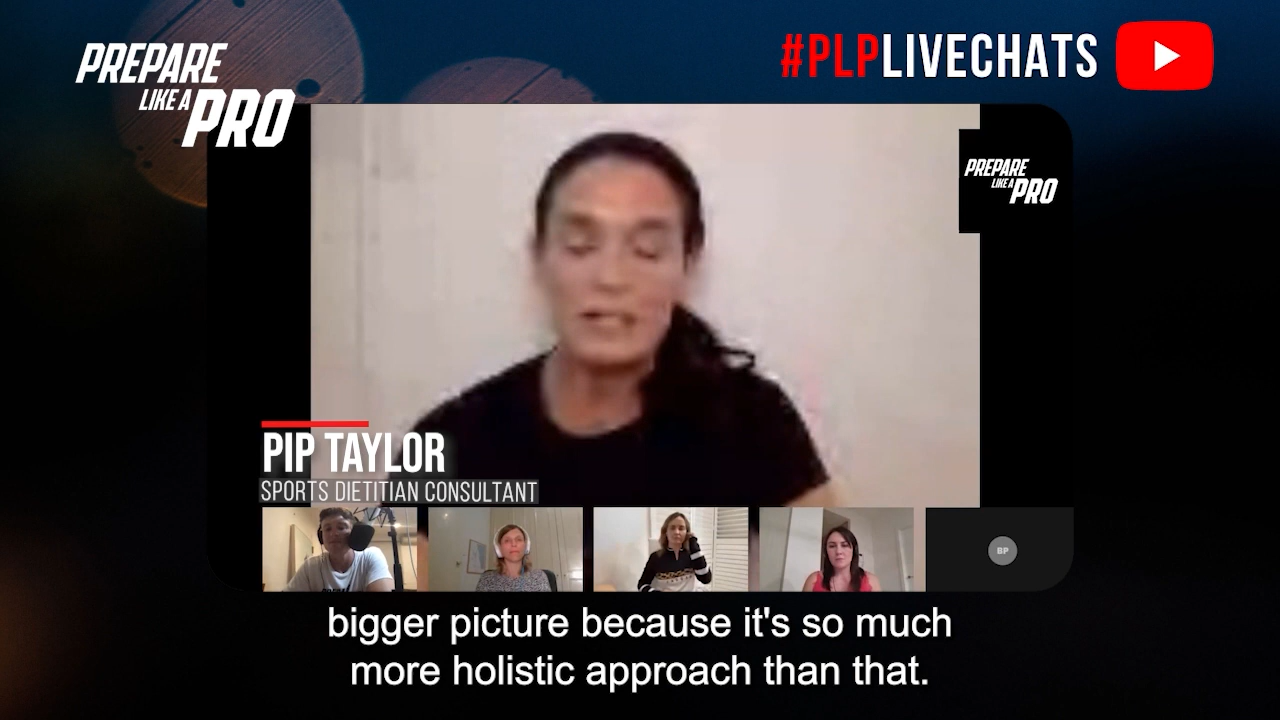 PREPARE
LIKE A
PRO
#PLPLIVECHATS
PREPARE
LIKE A
PRO
PIP TAYLOR
SPORTS DIETITIAN CONSULTANT
BP
bigger picture because it's so much
more holistic approach than that.